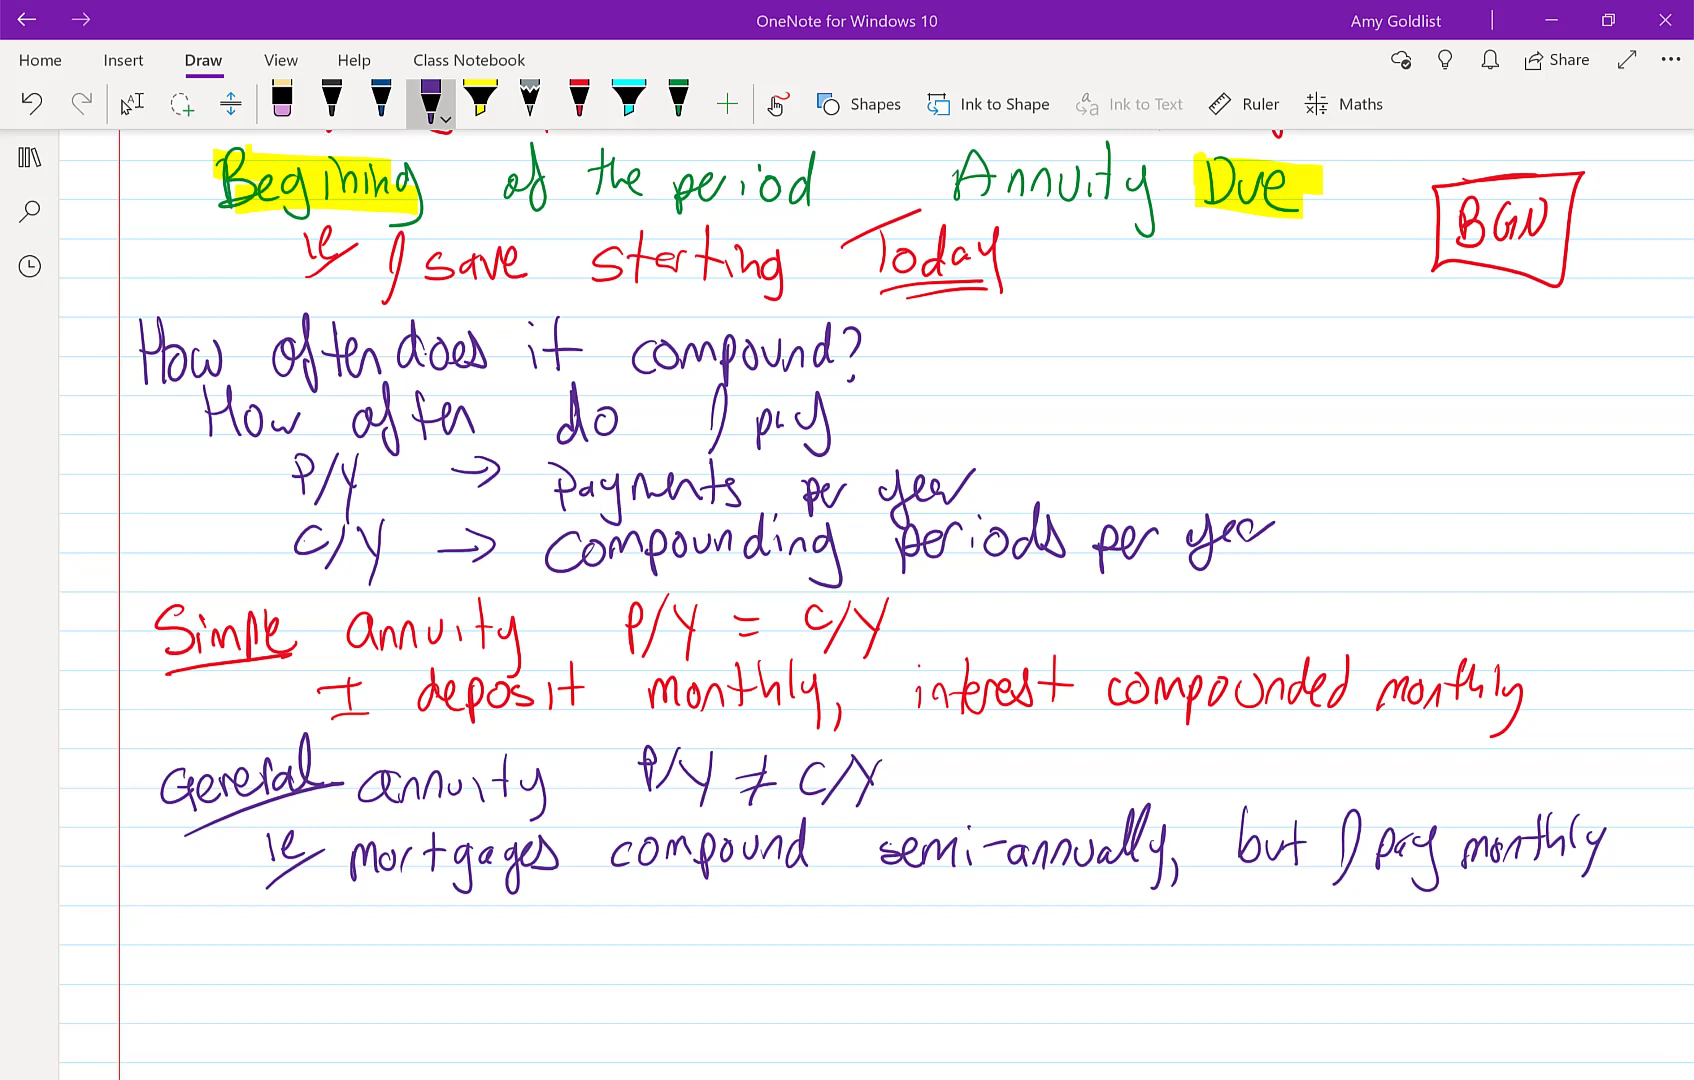 OneNote for Windows 10
Amy Goldlist
Home Insert Draw View Help Class Notebook
Share
Shapes Ink to Shape Ink to Text Ruler Maths
Begining of the period Annuity Due
BGN
ie I save starting Today
How often does it compound?
How often do I pay
P/Y → Payments per year
C/Y → compounding periods per year
Simple annuity P/Y = C/Y
I deposit monthly, interest compounded monthly
General annuity P/Y ≠ C/Y
ie mortgages compound semi-annually, but I pay monthly